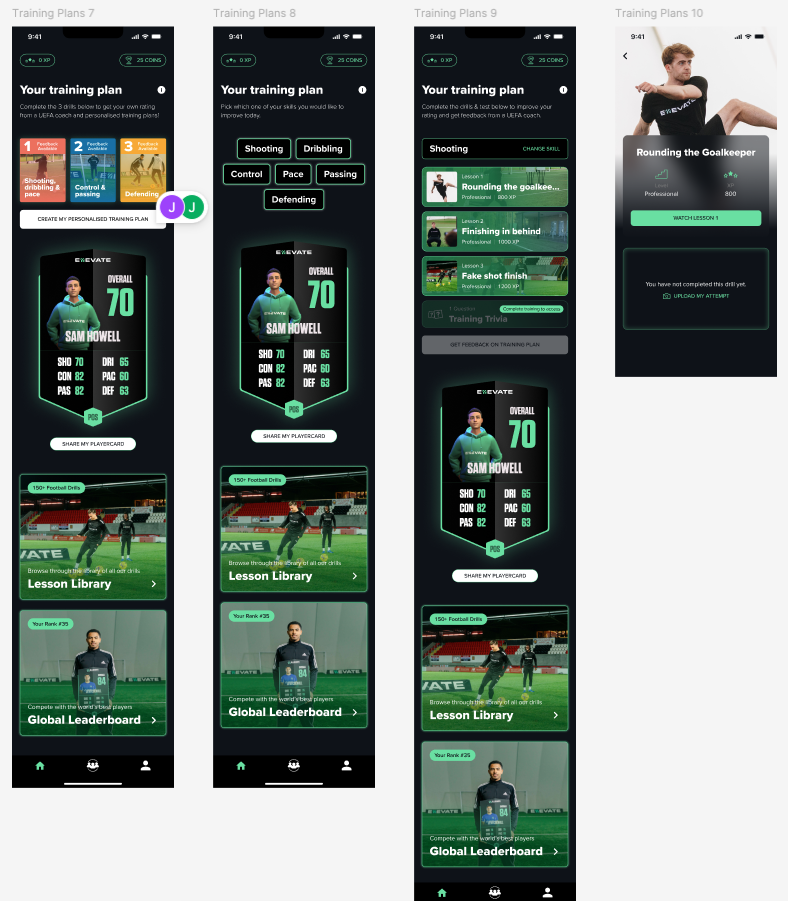 Training Plans 7
9:41
0 XP
25 COINS
Your training plan
Complete the 3 drills below to get your own rating
from a UEFA coach and personalised training plans!
1 Feedback
Available
Shooting,
dribbling &
pace
2 Feedback
Available
Control &
passing
3 Feedback
Available
Defending
J J
CREATE MY PERSONALISED TRAINING PLAN
OVERALL
70
SAM HOWELL
SHO 70 DRI 65
CON 82 PAC 60
PAS 82 DEF 63
POS
SHARE MY PLAYERCARD
150+ Football Drills
Browse through the library of all our drills
Lesson Library
Your Rank #35
84
Compete with the world's best players
Global Leaderboard
Training Plans 8
9:41
0 XP
25 COINS
Your training plan
Pick which one of your skills you would like to
improve today.
Shooting
Dribbling
Control
Pace
Passing
Defending
OVERALL
70
SAM HOWELL
SHO 70 DRI 65
CON 82 PAC 60
PAS 82 DEF 63
POS
SHARE MY PLAYERCARD
150+ Football Drills
Browse through the library of all our drills
Lesson Library
Your Rank #35
84
Compete with the world's best players
Global Leaderboard
Training Plans 9
9:41
0 XP
25 COINS
Your training plan
Complete the drills & test below to improve your
rating and get feedback from a UEFA coach.
Shooting
CHANGE SKILL
Lesson 1
Rounding the goalkee...
Professional 800 XP
Lesson 2
Finishing in behind
Professional 1000 XP
Lesson 3
Fake shot finish
Professional 1200 XP
1 Question
Complete training to access
Training Trivia
GET FEEDBACK ON TRAINING PLAN
OVERALL
70
SAM HOWELL
SHO 70 DRI 65
CON 82 PAC 60
PAS 82 DEF 63
POS
SHARE MY PLAYERCARD
150+ Football Drills
Browse through the library of all our drills
Lesson Library
Your Rank #35
84
Compete with the world's best players
Global Leaderboard
Training Plans 10
9:41
Rounding the Goalkeeper
Level
Professional
XP
800
WATCH LESSON 1
You have not completed this drill yet.
UPLOAD MY ATTEMPT